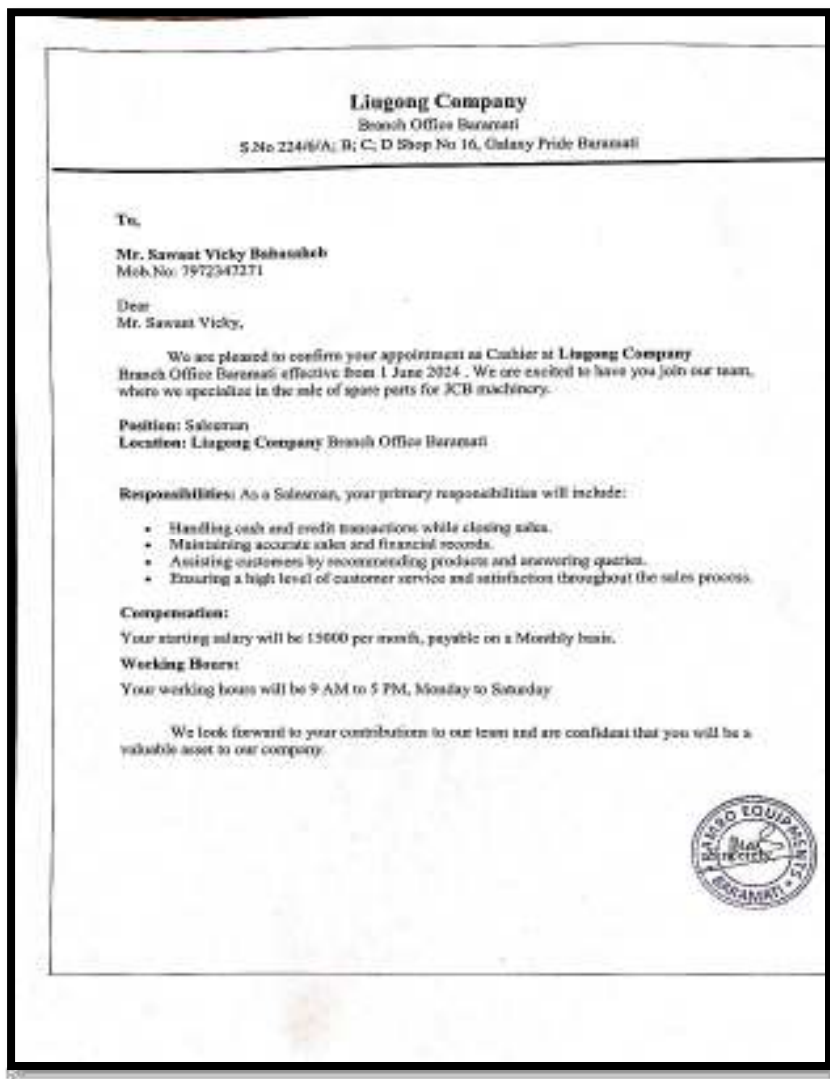 Liugong Company
Branch Office Baramati
S.No 224/6/A; B; C; D Shop No 16, Galaxy Pride Baramati
To,
Mr. Sawant Vicky Babasaheb
Mob.No: 7972347271
Dear
Mr. Sawant Vicky,
We are pleased to confirm your appointment as Cashier at Liugong Company
Branch Office Baramati effective from 1 June 2024 . We are excited to have you join our team,
where we specialize in the sale of spare parts for JCB machinery.
Position: Salesman
Location: Liugong Company Branch Office Baramati
Responsibilities: As a Salesman, your primary responsibilities will include:
• Handling cash and credit transactions while closing sales.
• Maintaining accurate sales and financial records.
• Assisting customers by recommending products and answering queries.
• Ensuring a high level of customer service and satisfaction throughout the sales process.
Compensation:
Your starting salary will be 15000 per month, payable on a Monthly basis.
Working Hours:
Your working hours will be 9 AM to 5 PM, Monday to Saturday
We look forward to your contributions to our team and are confident that you will be a
valuable asset to our company.
EQUIPMENTS
BARAMATI